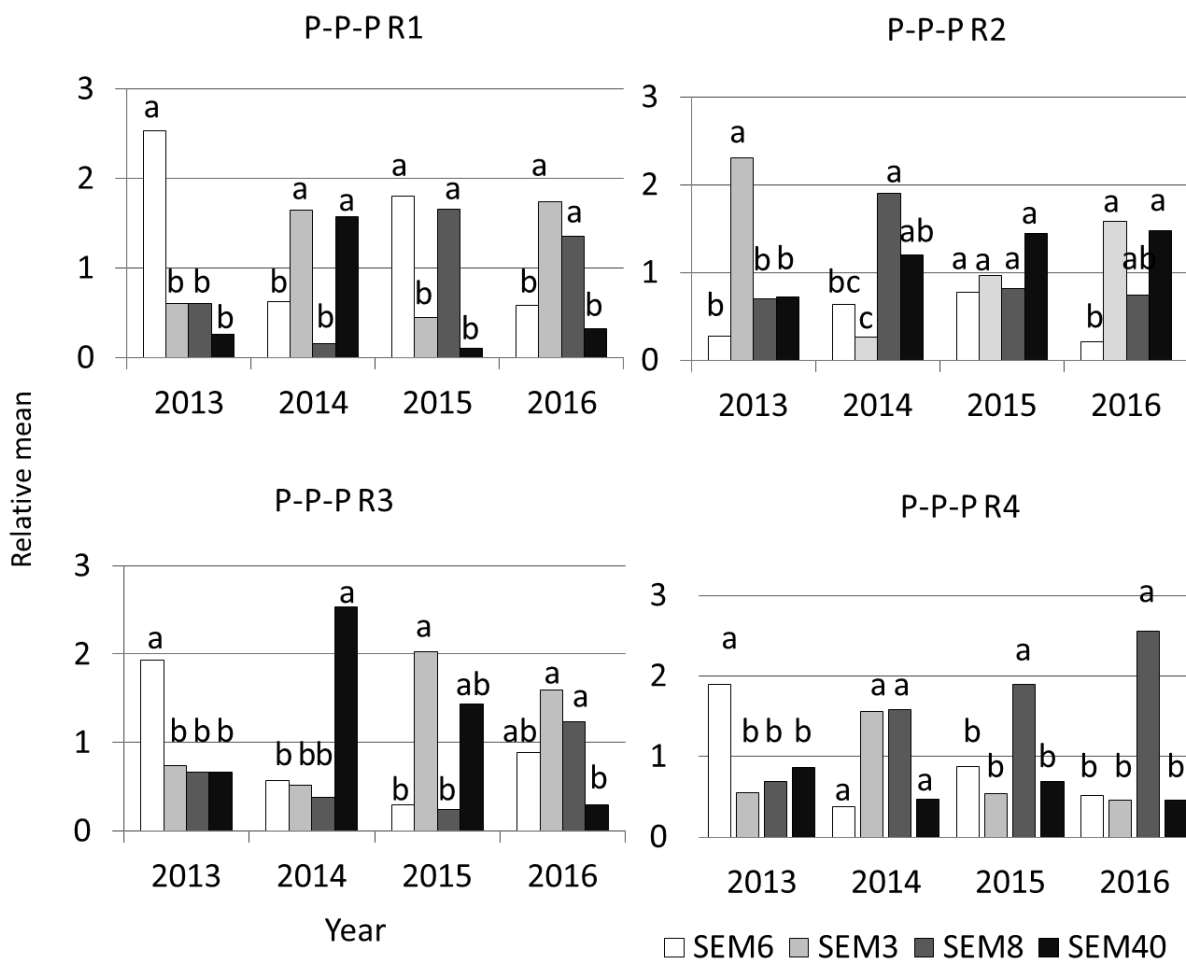 P-P-P R1
3
2
1
0
a
b b
b
b
a
b
a
a
b
a
b
b
a
a
b
2013 2014 2015 2016
P-P-P R2
3
2
1
0
b
a
b b
bc
c
a
ab
a a a
a
b
a
ab
a
2013 2014 2015 2016
Relative mean
P-P-P R3
3
2
1
0
a
b b b
b bb
a
b
a
b
ab
ab
a
a
b
2013 2014 2015 2016
Year
P-P-P R4
3
2
1
0
a
b b b
a
a a
a
b
b
a
b
b b
a
b
2013 2014 2015 2016
SEM6 SEM3 SEM8 SEM40